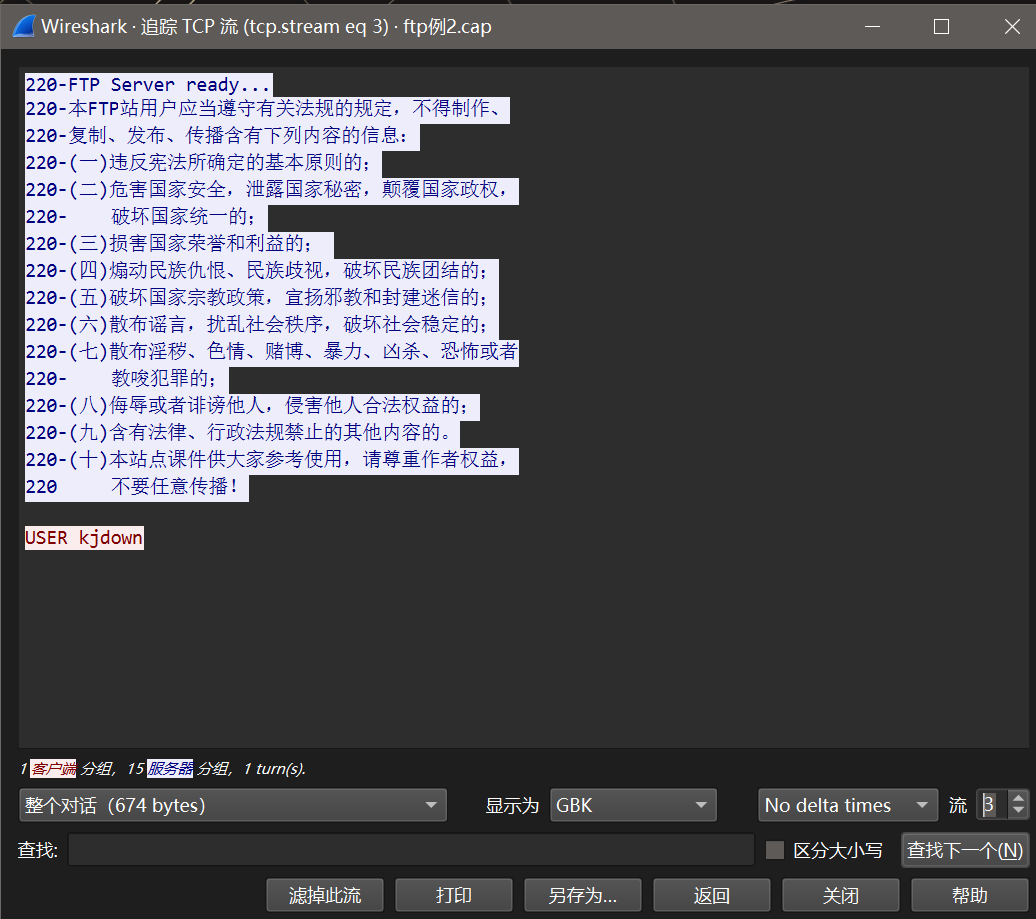 Wireshark · 追踪 TCP 流 (tcp.stream eq 3) · ftp例2.cap
220-FTP Server ready...
220-本FTP站用户应当遵守有关法规的规定，不得制作、
220-复制、发布、传播含有下列内容的信息：
220-(一)违反宪法所确定的基本原则的；
220-(二)危害国家安全，泄露国家秘密，颠覆国家政权，
220-    破坏国家统一的；
220-(三)损害国家荣誉和利益的；
220-(四)煽动民族仇恨、民族歧视，破坏民族团结的；
220-(五)破坏国家宗教政策，宣扬邪教和封建迷信的；
220-(六)散布谣言，扰乱社会秩序，破坏社会稳定的；
220-(七)散布淫秽、色情、赌博、暴力、凶杀、恐怖或者
220-    教唆犯罪的；
220-(八)侮辱或者诽谤他人，侵害他人合法权益的；
220-(九)含有法律、行政法规禁止的其他内容的。
220-(十)本站点课件供大家参考使用，请尊重作者权益，
220     不要任意传播！
USER kjdown
1 客户端 分组，15 服务器 分组，1 turn(s).
整个对话（674 bytes） 显示为 GBK No delta times 流 3
查找: 区分大小写 查找下一个(N)
滤掉此流 打印 另存为… 返回 关闭 帮助